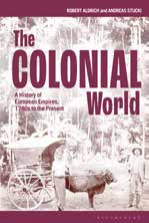 ROBERT ALDRICH AND ANDREAS STUCKI
The
COLONIAL
World
A History of
European Empires,
1780s to the Present
BLOOMSBURY